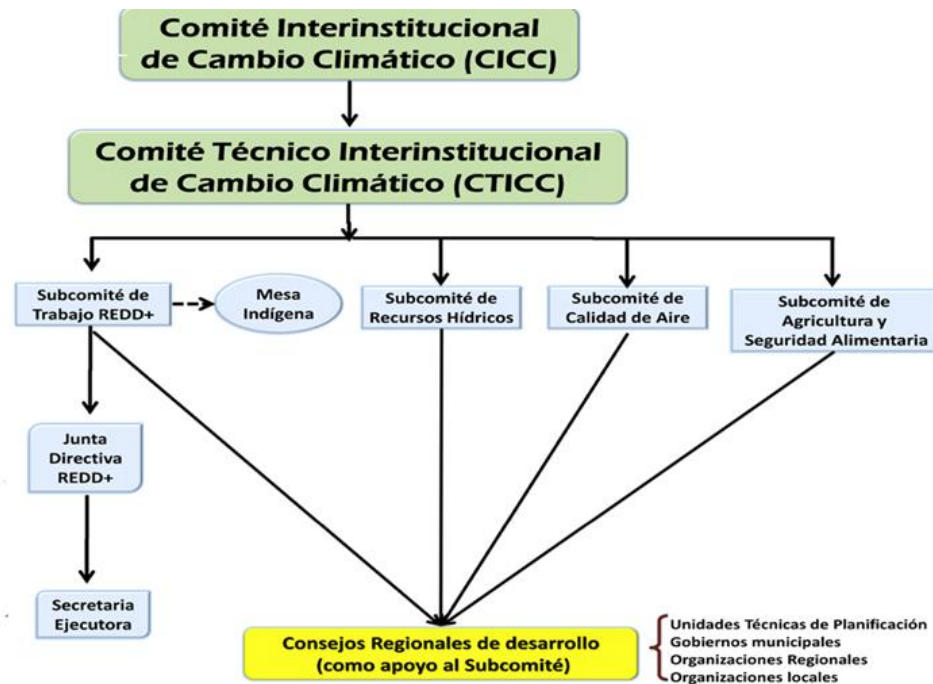 Comité Interinstitucional
de Cambio Climático (CICC)
Comité Técnico Interinstitucional
de Cambio Climático (CTICC)
Subcomité de
Trabajo REDD+
Mesa
Indígena
Subcomité de
Recursos Hídricos
Subcomité de
Calidad de Aire
Subcomité de
Agricultura y
Seguridad Alimentaria
Junta
Directiva
REDD+
Secretaria
Ejecutora
Consejos Regionales de desarrollo
(como apoyo al Subcomité)
Unidades Técnicas de Planificación
Gobiernos municipales
Organizaciones Regionales
Organizaciones locales